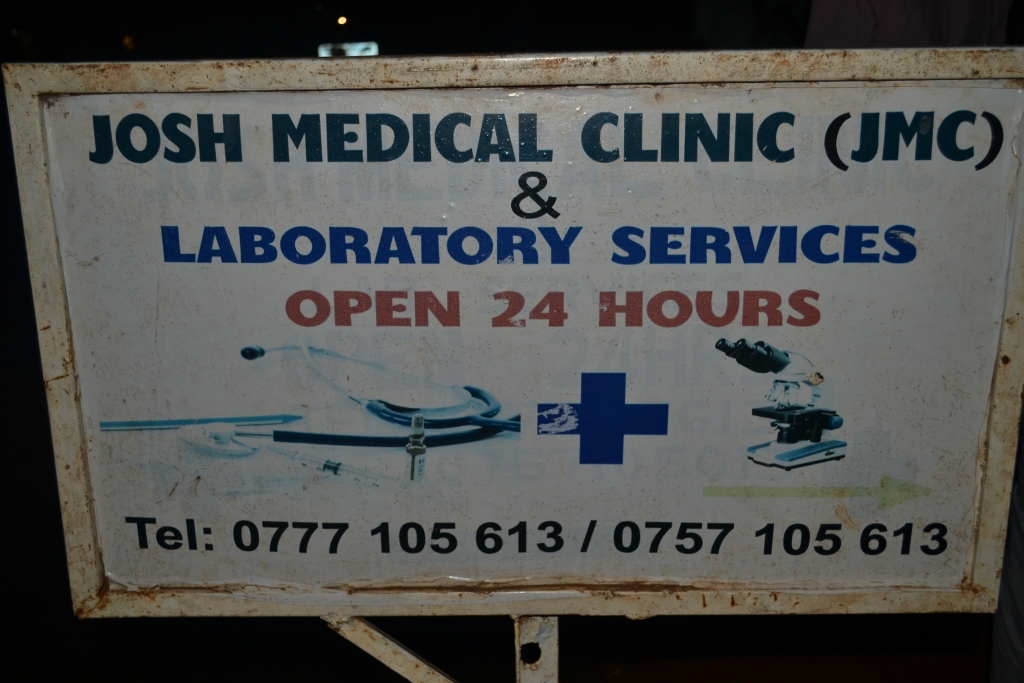 JOSH MEDICAL CLINIC (JMC)
&
LABORATORY SERVICES
OPEN 24 HOURS
Tel: 0777 105 613 / 0757 105 613